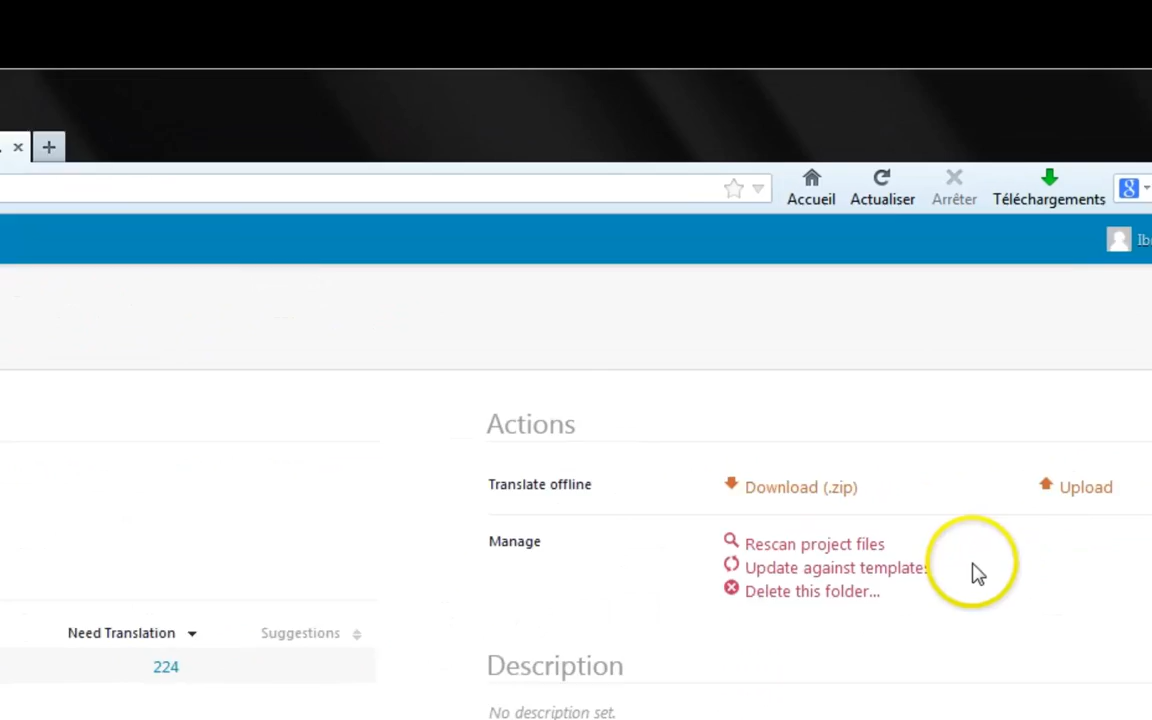 Accueil Actualiser Arrêter Téléchargements
Actions
Translate offline Download (.zip) Upload
Manage Rescan project files
Update against templates
Delete this folder...
Need Translation Suggestions
224
Description
No description set.